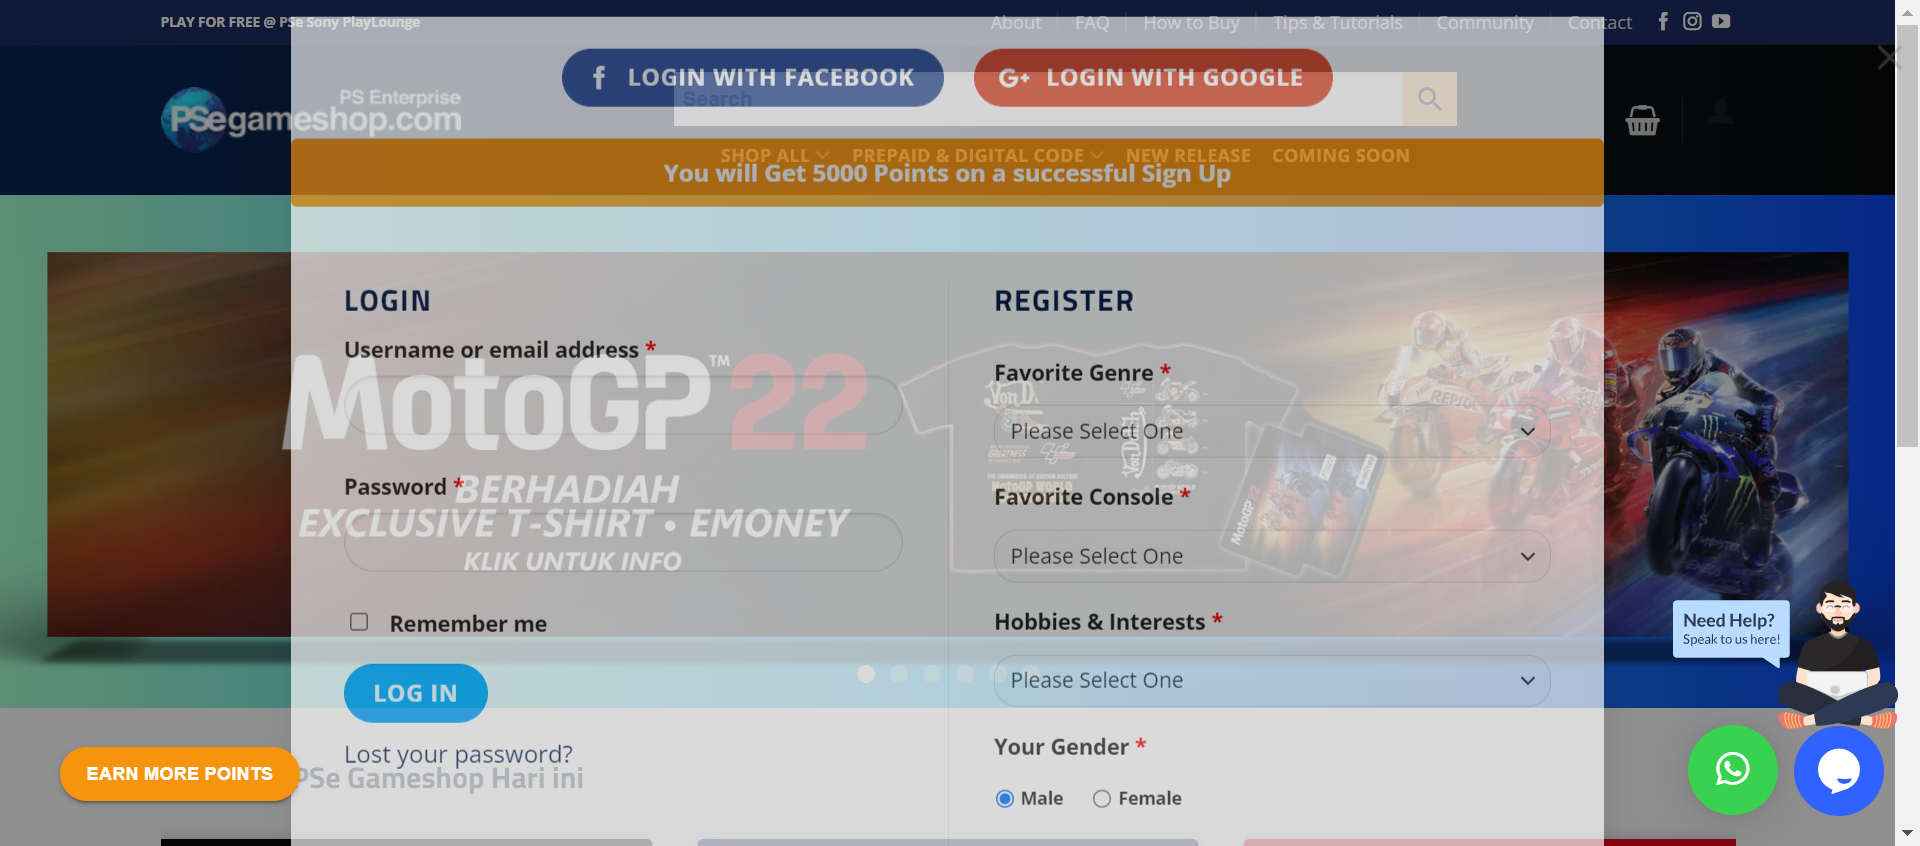 PLAY FOR FREE @ PSe Sony PlayLounge
About
FAQ
How to Buy
Tips & Tutorials
Community
Contact
LOGIN WITH FACEBOOK
LOGIN WITH GOOGLE
PS Enterprise
PSegameshop.com
Search
SHOP ALL
PREPAID & DIGITAL CODE
NEW RELEASE
COMING SOON
You will Get 5000 Points on a successful Sign Up
LOGIN
REGISTER
Username or email address *
MotoGP™22
Favorite Genre *
Please Select One
REPSOL
Password *
BERHADIAH
EXCLUSIVE T-SHIRT • EMONEY
KLIK UNTUK INFO
MotoGP 22
Favorite Console *
Please Select One
Remember me
Hobbies & Interests *
Please Select One
Need Help?
Speak to us here!
LOG IN
Lost your password?
PSe Gameshop Hari ini
Your Gender *
Male
Female
EARN MORE POINTS